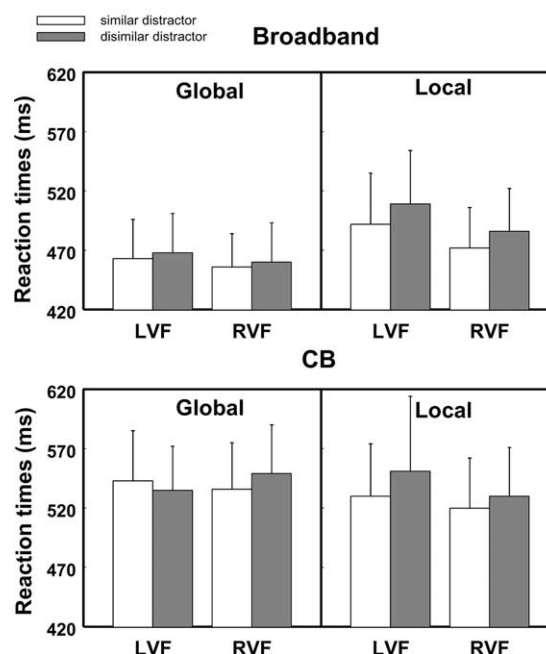 similar distractor
disimilar distractor
Broadband
Reaction times (ms)
620
570
520
470
420
Global
Local
LVF
RVF
LVF
RVF
CB
Reaction times (ms)
620
570
520
470
420
Global
Local
LVF
RVF
LVF
RVF